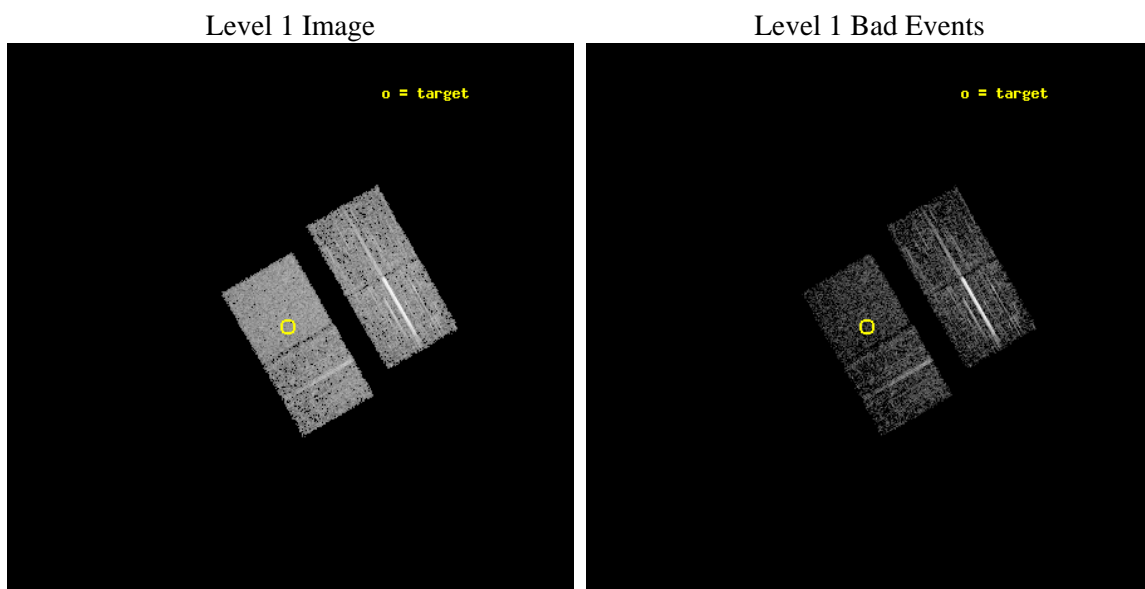 Level 1 Image
Level 1 Bad Events
o = target
o = target